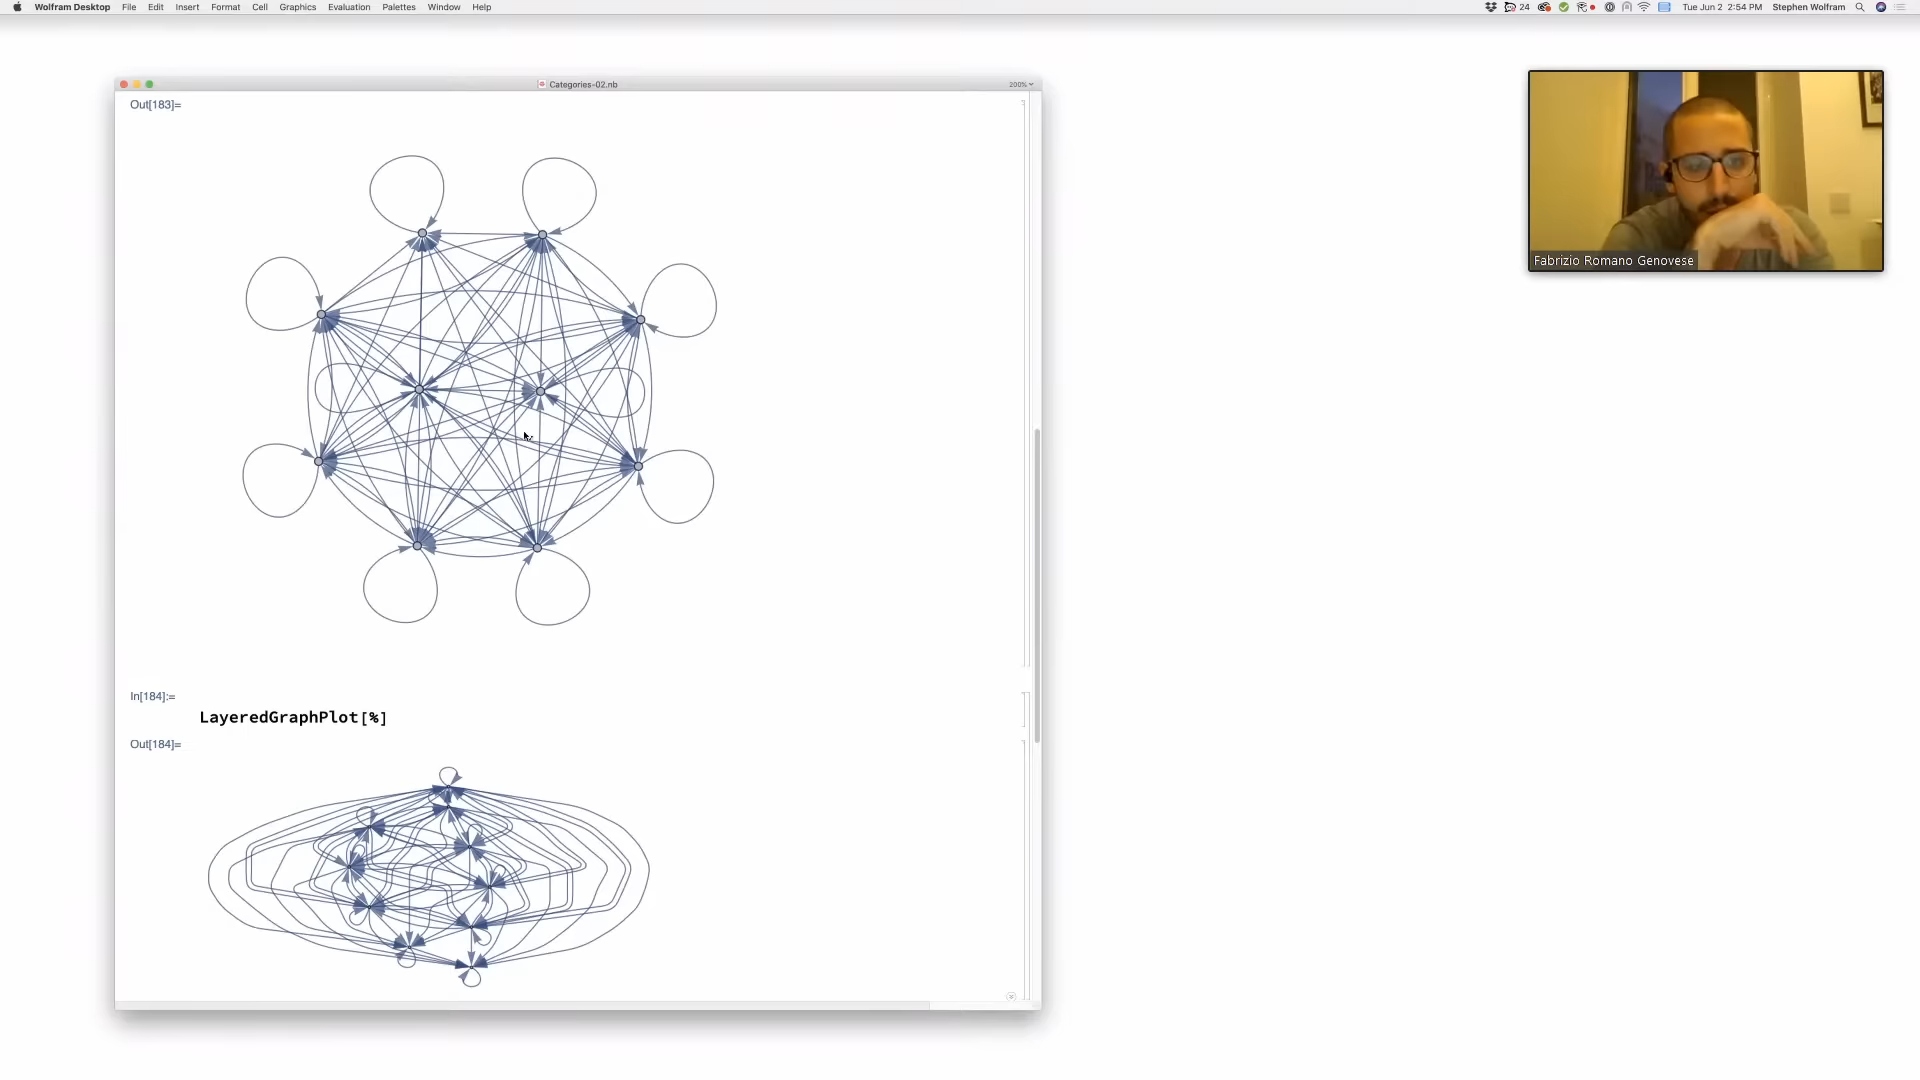 Wolfram Desktop File Edit Insert Format Cell Graphics Evaluation Palettes Window Help 24 Tue Jun 2 2:54 PM Stephen Wolfram
Categories-02.nb 200%
Out[183]=
Fabrizio Romano Genovese
In[184]:=
LayeredGraphPlot[%]
Out[184]=